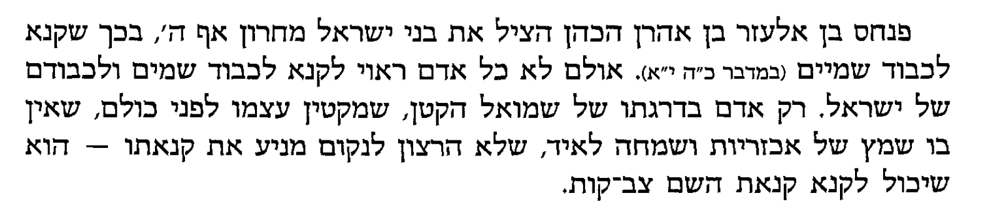 פנחס בן אלעזר בן אהרן הכהן הציל את בני ישראל מחרון אף ה׳, בכך שקנא
לכבוד שמיים (במדבר כ״ה י״א). אולם לא כל אדם ראוי לקנא לכבוד שמים ולכבודם
של ישראל. רק אדם בדרגתו של שמואל הקטן, שמקטין עצמו לפני כולם, שאין
בו שמץ של אכזריות ושמחה לאיד, שלא הרצון לנקום מניע את קנאתו — הוא
שיכול לקנא קנאת השם צב־קות.